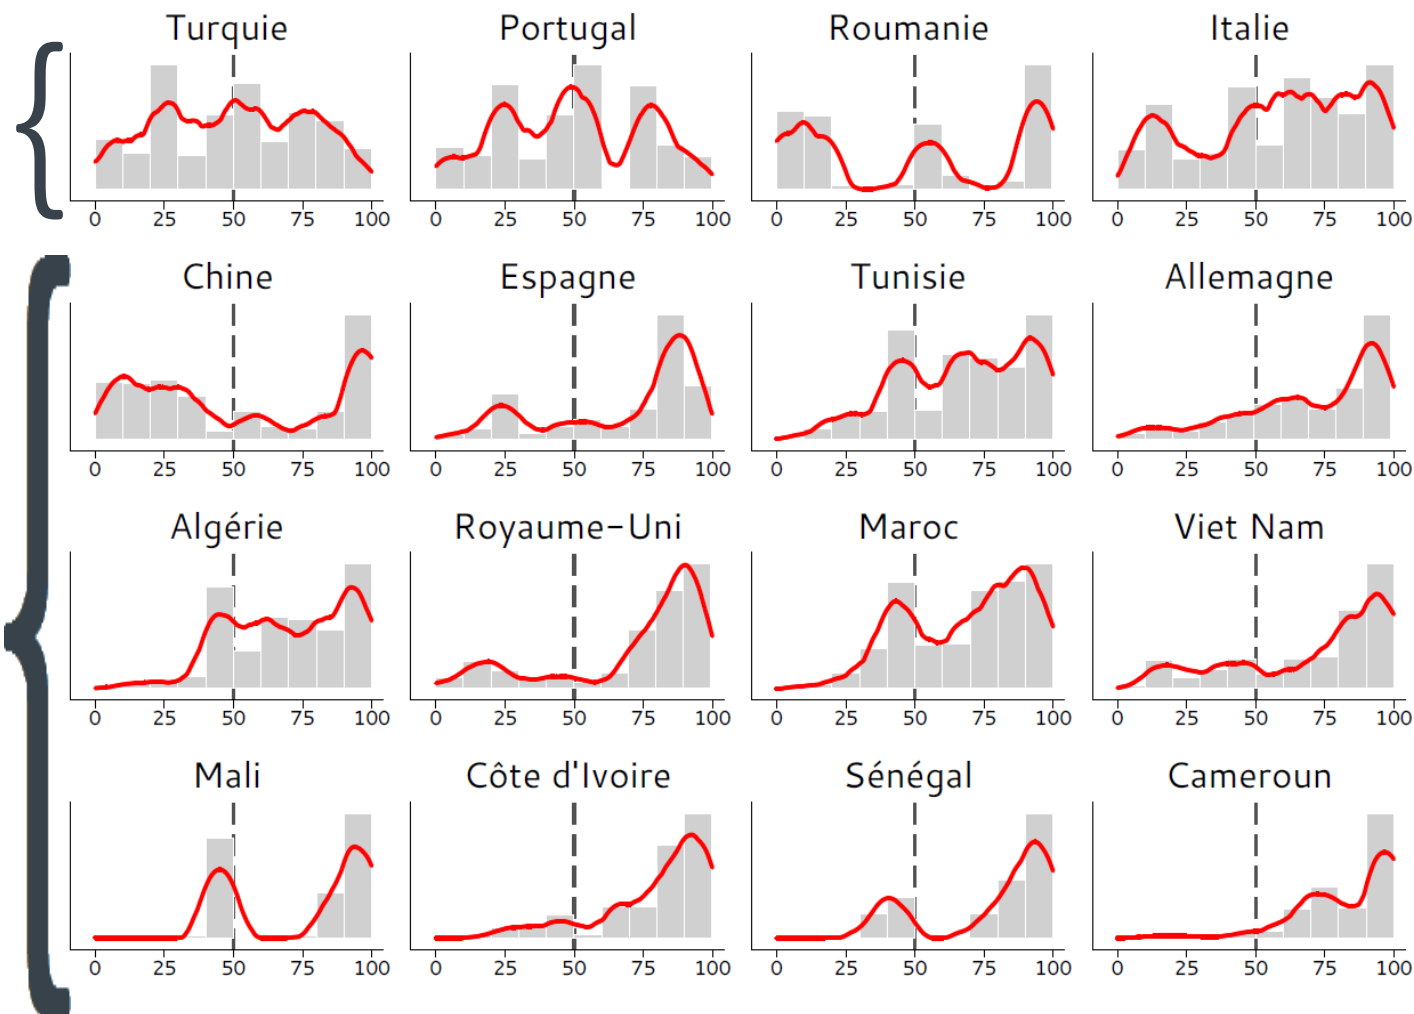 Turquie Portugal Roumanie Italie
0 25 50 75 100 0 25 50 75 100 0 25 50 75 100 0 25 50 75 100
Chine Espagne Tunisie Allemagne
0 25 50 75 100 0 25 50 75 100 0 25 50 75 100 0 25 50 75 100
Algérie Royaume-Uni Maroc Viet Nam
0 25 50 75 100 0 25 50 75 100 0 25 50 75 100 0 25 50 75 100
Mali Côte d'Ivoire Sénégal Cameroun
0 25 50 75 100 0 25 50 75 100 0 25 50 75 100 0 25 50 75 100